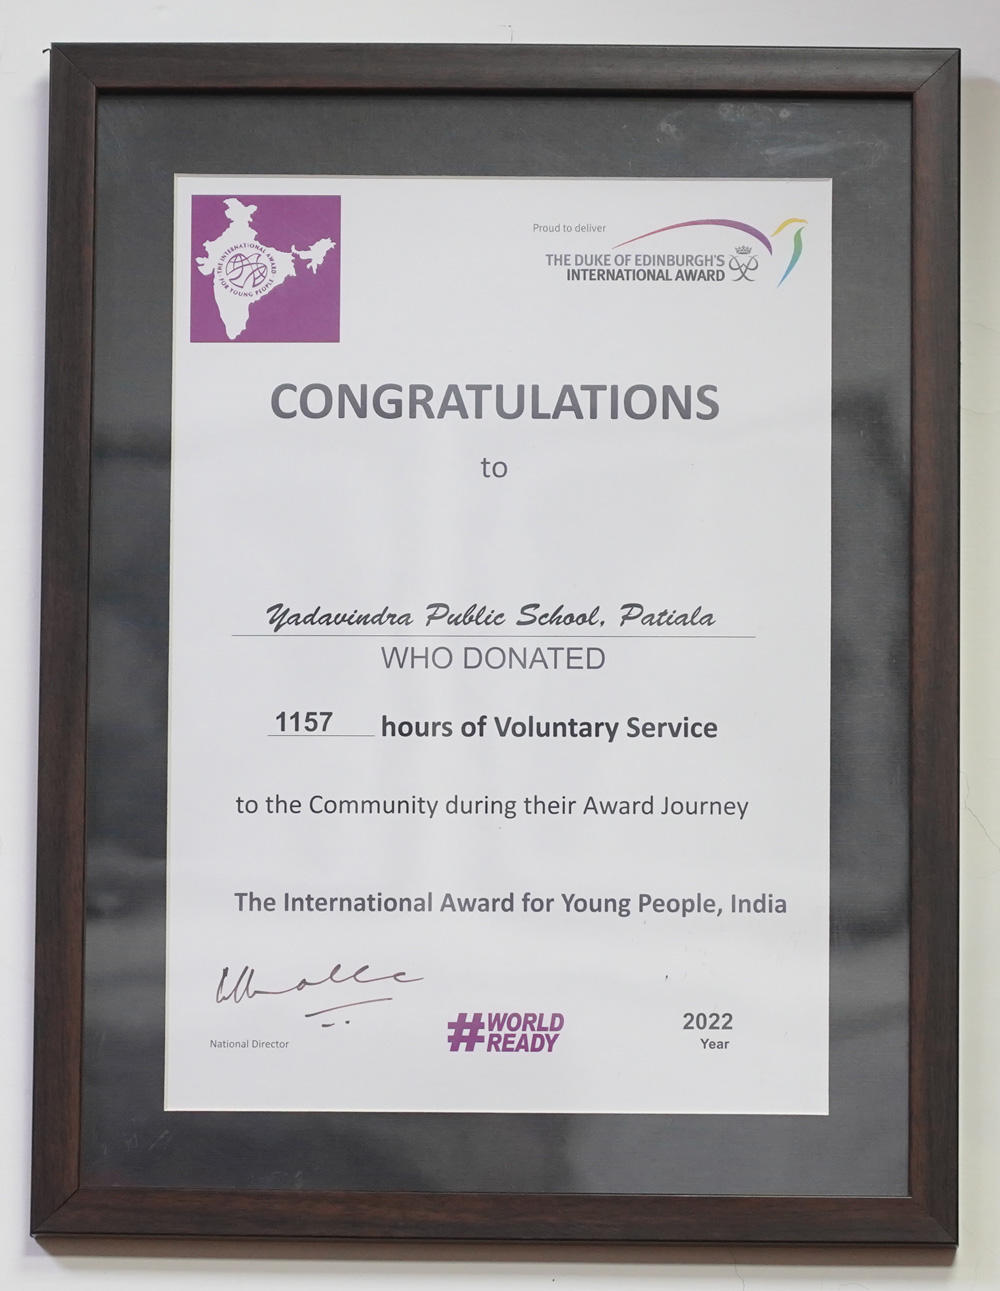 THE INTERNATIONAL AWARD
FOR YOUNG PEOPLE
Proud to deliver
THE DUKE OF EDINBURGH'S
INTERNATIONAL AWARD
CONGRATULATIONS
to
Yadavindra Public School, Patiala
WHO DONATED
1157 hours of Voluntary Service
to the Community during their Award Journey
The International Award for Young People, India
National Director
#WORLD
READY
2022
Year